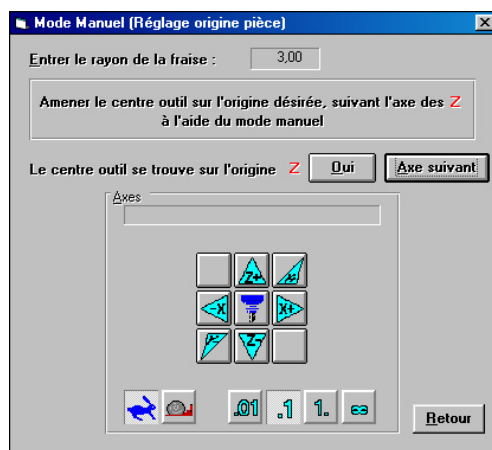 Mode Manuel (Réglage origine pièce)
Entrer le rayon de la fraise : 3,00
Amener le centre outil sur l'origine désirée, suivant l'axe des Z
à l'aide du mode manuel
Le centre outil se trouve sur l'origine Z Oui Axe suivant
Axes
Z+
-X X+
Z-
.01 .1 1. ∞
Retour